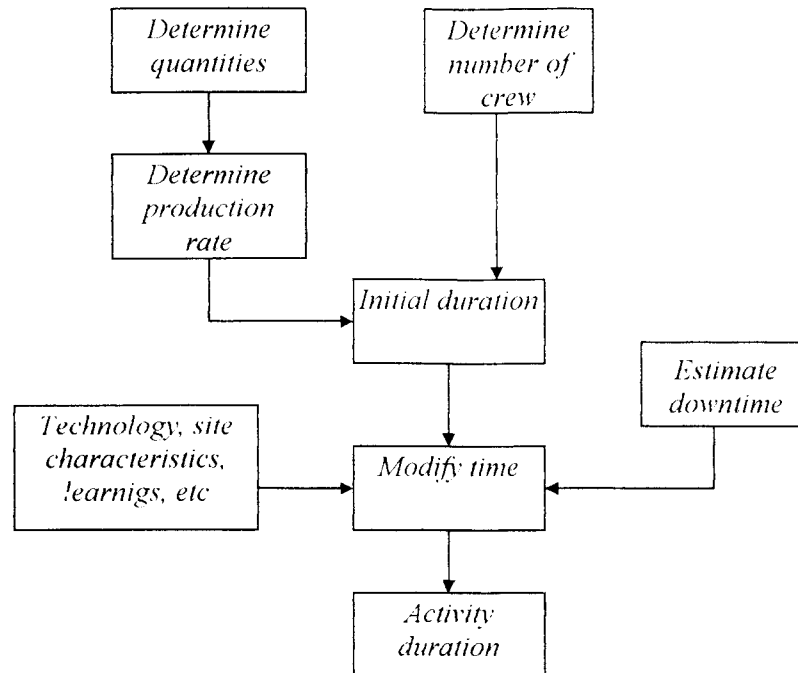 Determine
quantities
Determine
number of
crew
Determine
production
rate
Initial duration
Estimate
downtime
Technology, site
characteristics,
learnigs, etc
Modify time
Activity
duration